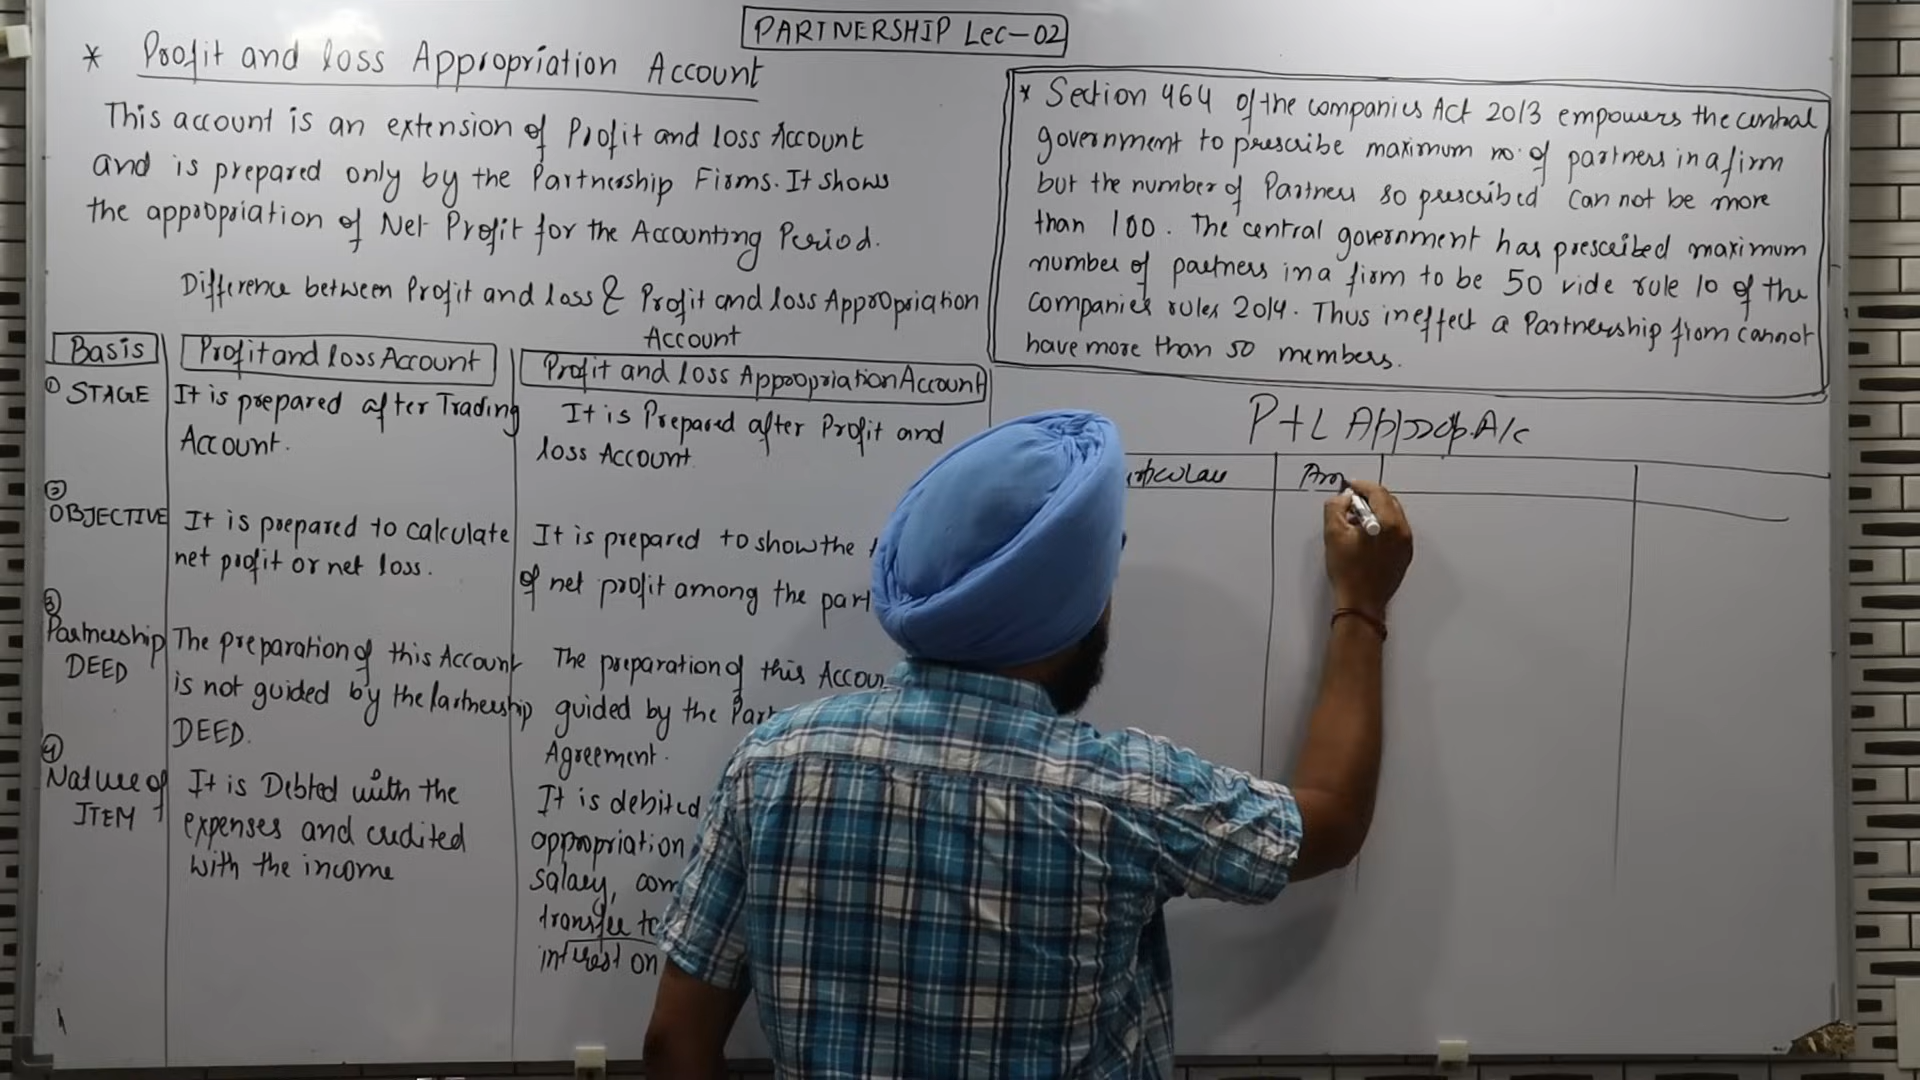 PARTNERSHIP Lec-02
* Profit and loss Appropriation Account
This account is an extension of Profit and loss Account
and is prepared only by the Partnership Firms. It shows
the appropriation of Net Profit for the Accounting Period.
Difference between Profit and loss & Profit and loss Appropriation
Account
Basis
Profit and loss Account
Profit and loss Appropriation Account
① STAGE
It is prepared after Trading
Account.
It is Prepared after Profit and
loss Account
② OBJECTIVE
It is prepared to calculate
net profit or net loss.
It is prepared to show the
of net profit among the part
③ Partnership
DEED
The preparation of this Account
is not guided by the Partnership
DEED.
The preparation of this Accou
guided by the Par
Agreement.
④ Nature of
ITEM
It is Debted with the
expenses and credited
with the income
It is debited
appropriation
salary, com
transfer to
interest on
* Section 464 of the companies Act 2013 empowers the central
government to prescribe maximum no. of partners in a firm
but the number of Partners so prescribed can not be more
than 100. The central government has prescribed maximum
number of partners in a firm to be 50 vide rule 10 of the
companies rules 2014. Thus in effect a Partnership firm cannot
have more than 50 members.
P+L Approp. A/c
ticulars
Am